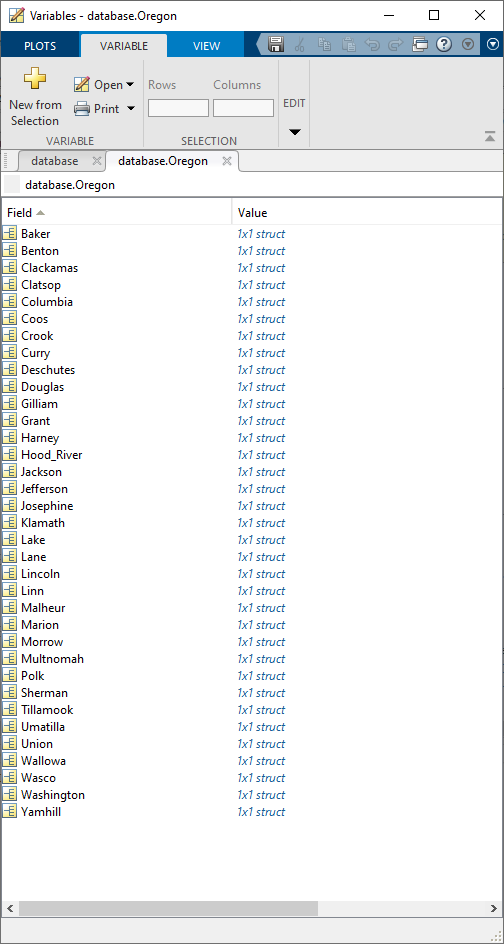 Variables - database.Oregon
PLOTS VARIABLE VIEW
New from
Selection
Open
Print
Rows Columns
EDIT
VARIABLE SELECTION
database database.Oregon
database.Oregon
Field Value
Baker 1x1 struct
Benton 1x1 struct
Clackamas 1x1 struct
Clatsop 1x1 struct
Columbia 1x1 struct
Coos 1x1 struct
Crook 1x1 struct
Curry 1x1 struct
Deschutes 1x1 struct
Douglas 1x1 struct
Gilliam 1x1 struct
Grant 1x1 struct
Harney 1x1 struct
Hood_River 1x1 struct
Jackson 1x1 struct
Jefferson 1x1 struct
Josephine 1x1 struct
Klamath 1x1 struct
Lake 1x1 struct
Lane 1x1 struct
Lincoln 1x1 struct
Linn 1x1 struct
Malheur 1x1 struct
Marion 1x1 struct
Morrow 1x1 struct
Multnomah 1x1 struct
Polk 1x1 struct
Sherman 1x1 struct
Tillamook 1x1 struct
Umatilla 1x1 struct
Union 1x1 struct
Wallowa 1x1 struct
Wasco 1x1 struct
Washington 1x1 struct
Yamhill 1x1 struct